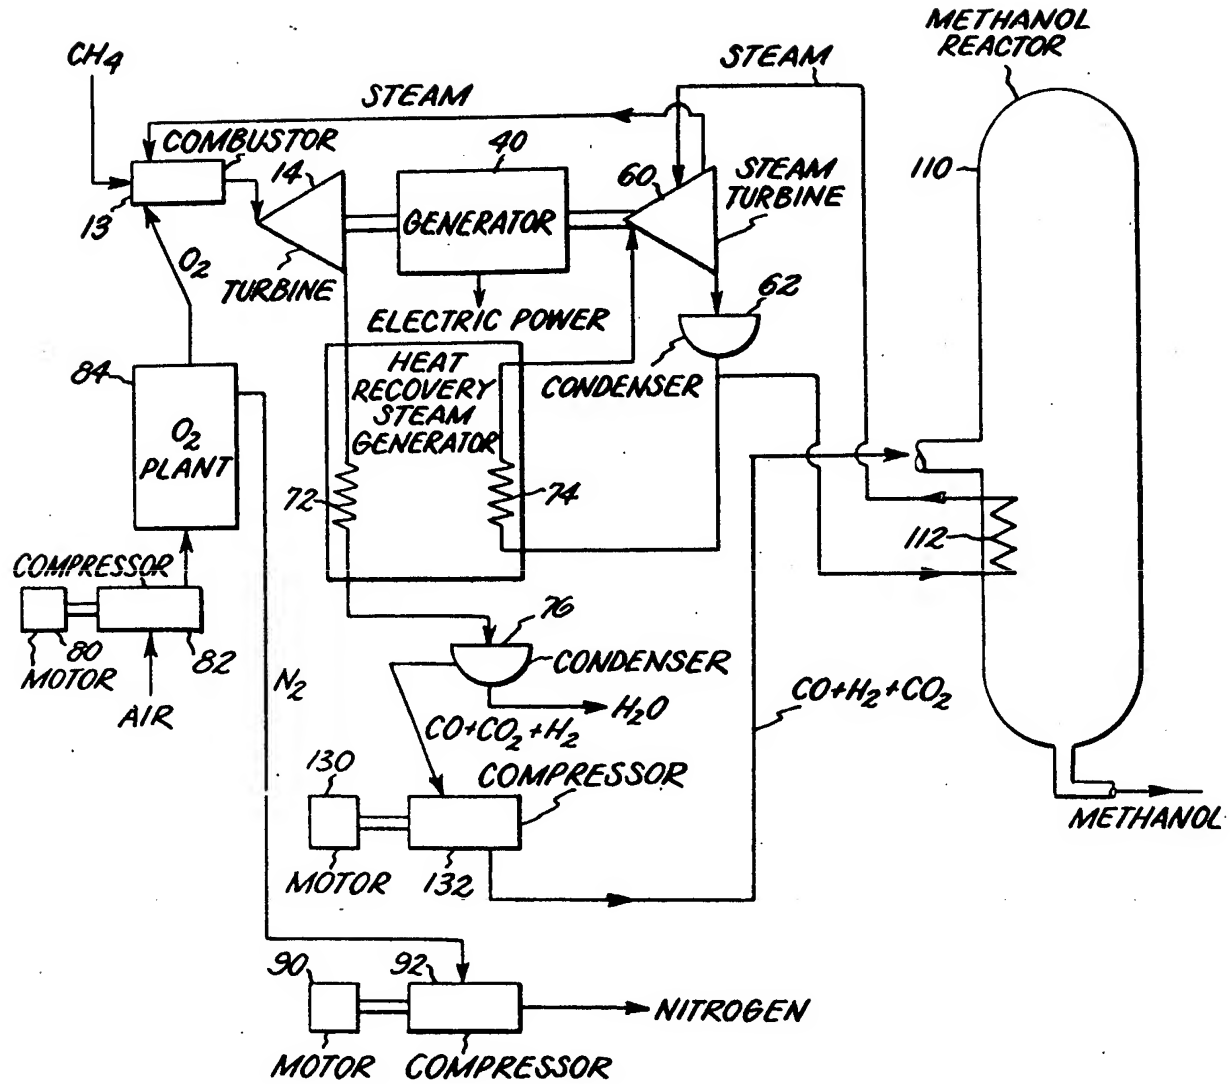 METHANOL
REACTOR
CH4
STEAM
STEAM
COMBUSTOR
40
14
60
STEAM
TURBINE
110
13
GENERATOR
O2
TURBINE
62
ELECTRIC POWER
84
HEAT
RECOVERY
STEAM
GENERATOR
CONDENSER
O2
PLANT
72
74
112
COMPRESSOR
76
80
82
MOTOR
CONDENSER
N2
AIR
H2O
CO+CO2+H2
CO+H2+CO2
130
COMPRESSOR
METHANOL
MOTOR
132
90
92
NITROGEN
MOTOR
COMPRESSOR